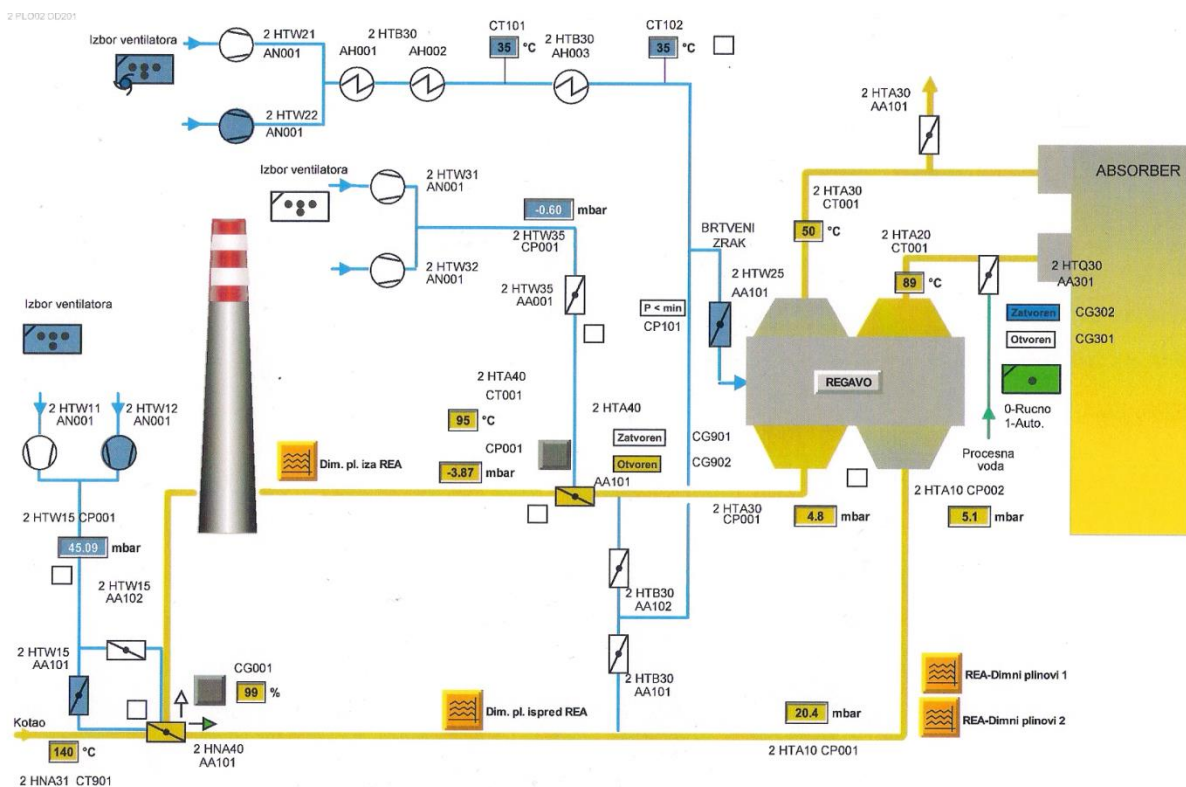 2 PLO02 DD201
Izbor ventilatora
2 HTW21
AN001
2 HTB30
AH001
AH002
CT101
35 °C
2 HTB30
AH003
CT102
35 °C
2 HTW22
AN001
2 HTA30
AA101
Izbor ventilatora
2 HTW31
AN001
-0.60 mbar
2 HTW35
CP001
2 HTW32
AN001
2 HTW35
AA001
BRTVENI
ZRAK
2 HTW25
AA101
P < min
CP101
2 HTA30
CT001
50 °C
2 HTA20
CT001
89 °C
ABSORBER
2 HTQ30
AA301
Zatvoren CG302
Otvoren CG301
0-Rucno
1-Auto.
Procesna
voda
REGAVO
Izbor ventilatora
2 HTW11
AN001
2 HTW12
AN001
2 HTA40
CT001
95 °C
CP001
-3.87 mbar
2 HTA40
Zatvoren CG901
Otvoren CG902
AA101
Dim. pl. iza REA
2 HTA30
CP001
4.8 mbar
2 HTA10 CP002
5.1 mbar
2 HTW15 CP001
45.09 mbar
2 HTW15
AA102
2 HTB30
AA102
2 HTW15
AA101
CG001
99 %
2 HTB30
AA101
REA-Dimni plinovi 1
Dim. pl. ispred REA
20.4 mbar
REA-Dimni plinovi 2
Kotao
140 °C
2 HNA40
AA101
2 HTA10 CP001
2 HNA31 CT901